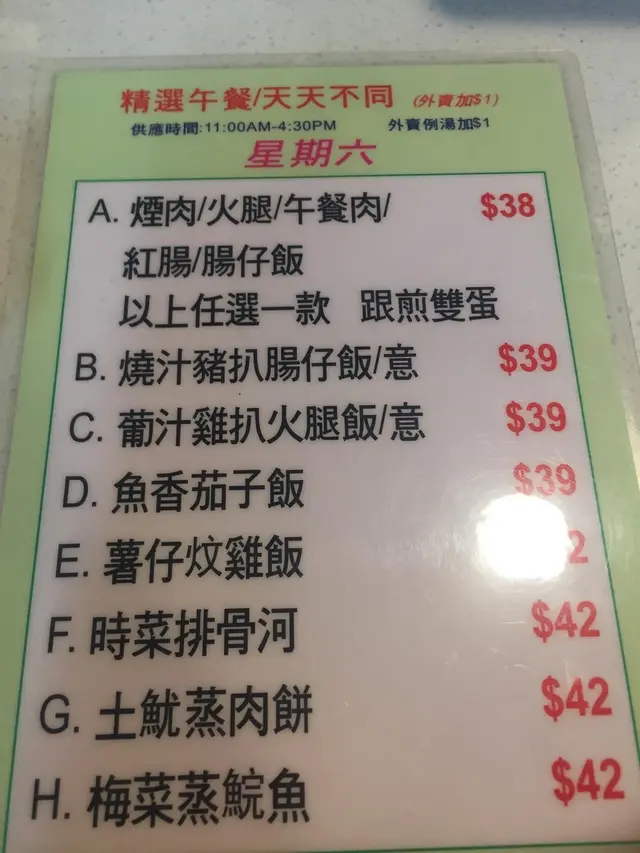 精選午餐/天天不同 (外賣加$1)
供應時間:11:00AM-4:30PM 外賣例湯加$1
星期六
A. 煙肉/火腿/午餐肉/ $38
紅腸/腸仔飯
以上任選一款 跟煎雙蛋
B. 燒汁豬扒腸仔飯/意 $39
C. 葡汁雞扒火腿飯/意 $39
D. 魚香茄子飯 $39
E. 薯仔炆雞飯
F. 時菜排骨河 $42
G. 土魷蒸肉餅 $42
H. 梅菜蒸鯇魚 $42